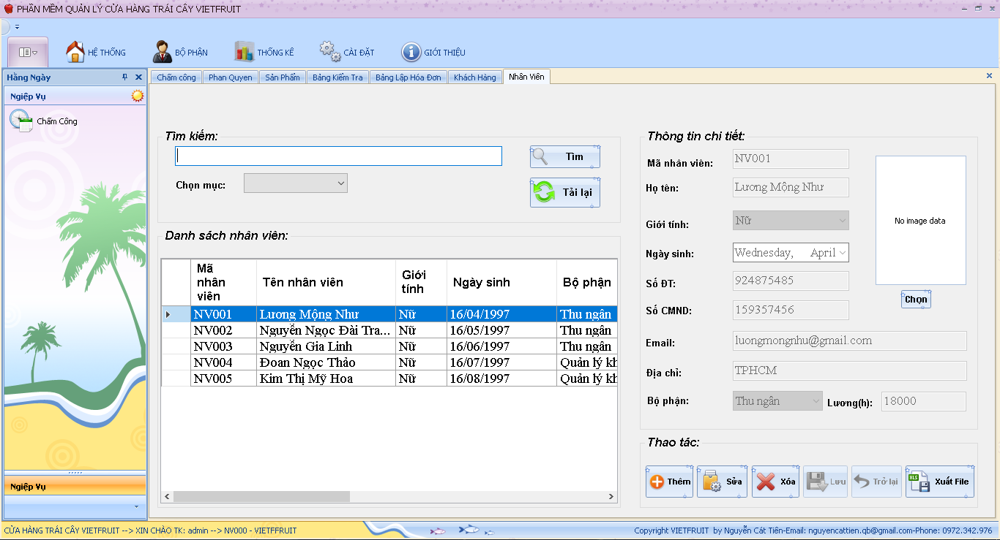 PHẦN MỀM QUẢN LÝ CỬA HÀNG TRÁI CÂY VIETFRUIT
HỆ THỐNG
BỘ PHẬN
THỐNG KÊ
CÀI ĐẶT
GIỚI THIỆU
Hằng Ngày
Ngiệp Vụ
Chấm Công
Chấm công
Phan Quyen
Sản Phẩm
Bảng Kiểm Tra
Bảng Lập Hóa Đơn
Khách Hàng
Nhân Viên
Tìm kiếm:
Tìm
Chọn mục:
Tải lại
Danh sách nhân viên:
Mã nhân viên Tên nhân viên Giới tính Ngày sinh Bộ phận
NV001 Lương Mộng Như Nữ 16/04/1997 Thu ngân
NV002 Nguyễn Ngọc Đài Tra... Nữ 16/05/1997 Thu ngân
NV003 Nguyễn Gia Linh Nữ 16/06/1997 Thu ngân
NV004 Đoan Ngọc Thảo Nữ 16/07/1997 Quản lý kh
NV005 Kim Thị Mỹ Hoa Nữ 16/08/1997 Quản lý kh
Thông tin chi tiết:
Mã nhân viên: NV001
Họ tên: Lương Mộng Như
Giới tính: Nữ
Ngày sinh: Wednesday, April
Số ĐT: 924875485
Số CMND: 159357456
Email: luongmongnhu@gmail.com
Địa chỉ: TPHCM
Bộ phận: Thu ngân Lương(h): 18000
No image data
Chọn
Thao tác:
Thêm
Sửa
Xóa
Lưu
Trở lại
XLS
Xuất File
Ngiệp Vụ
CỬA HÀNG TRÁI CÂY VIETFRUIT --> XIN CHÀO TK: admin --> NV000 - VIETFFRUIT
Copyright VIETFRUIT by Nguyễn Cát Tiên-Email: nguyencattien.qb@gmail.com-Phone: 0972.342.976